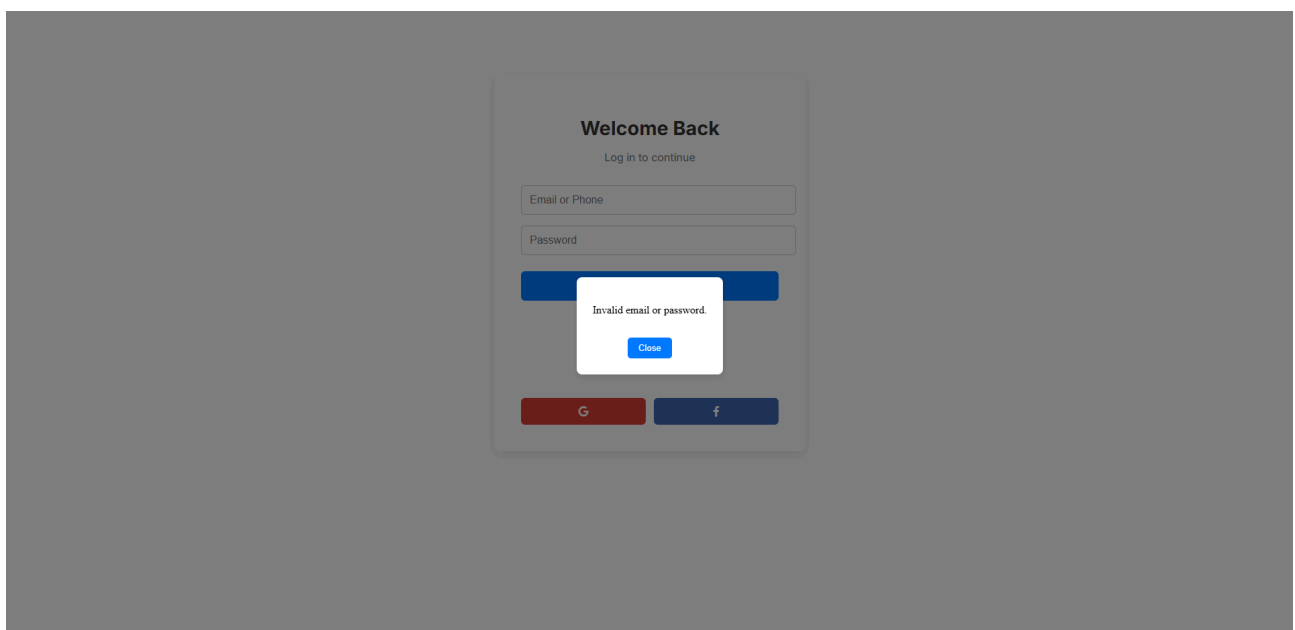 Welcome Back
Log in to continue
Email or Phone
Password
Invalid email or password.
Close